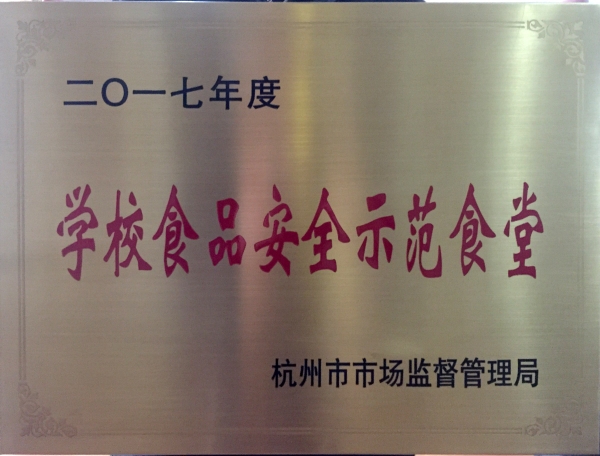 二〇一七年度
学校食品安全示范食堂
杭州市市场监督管理局